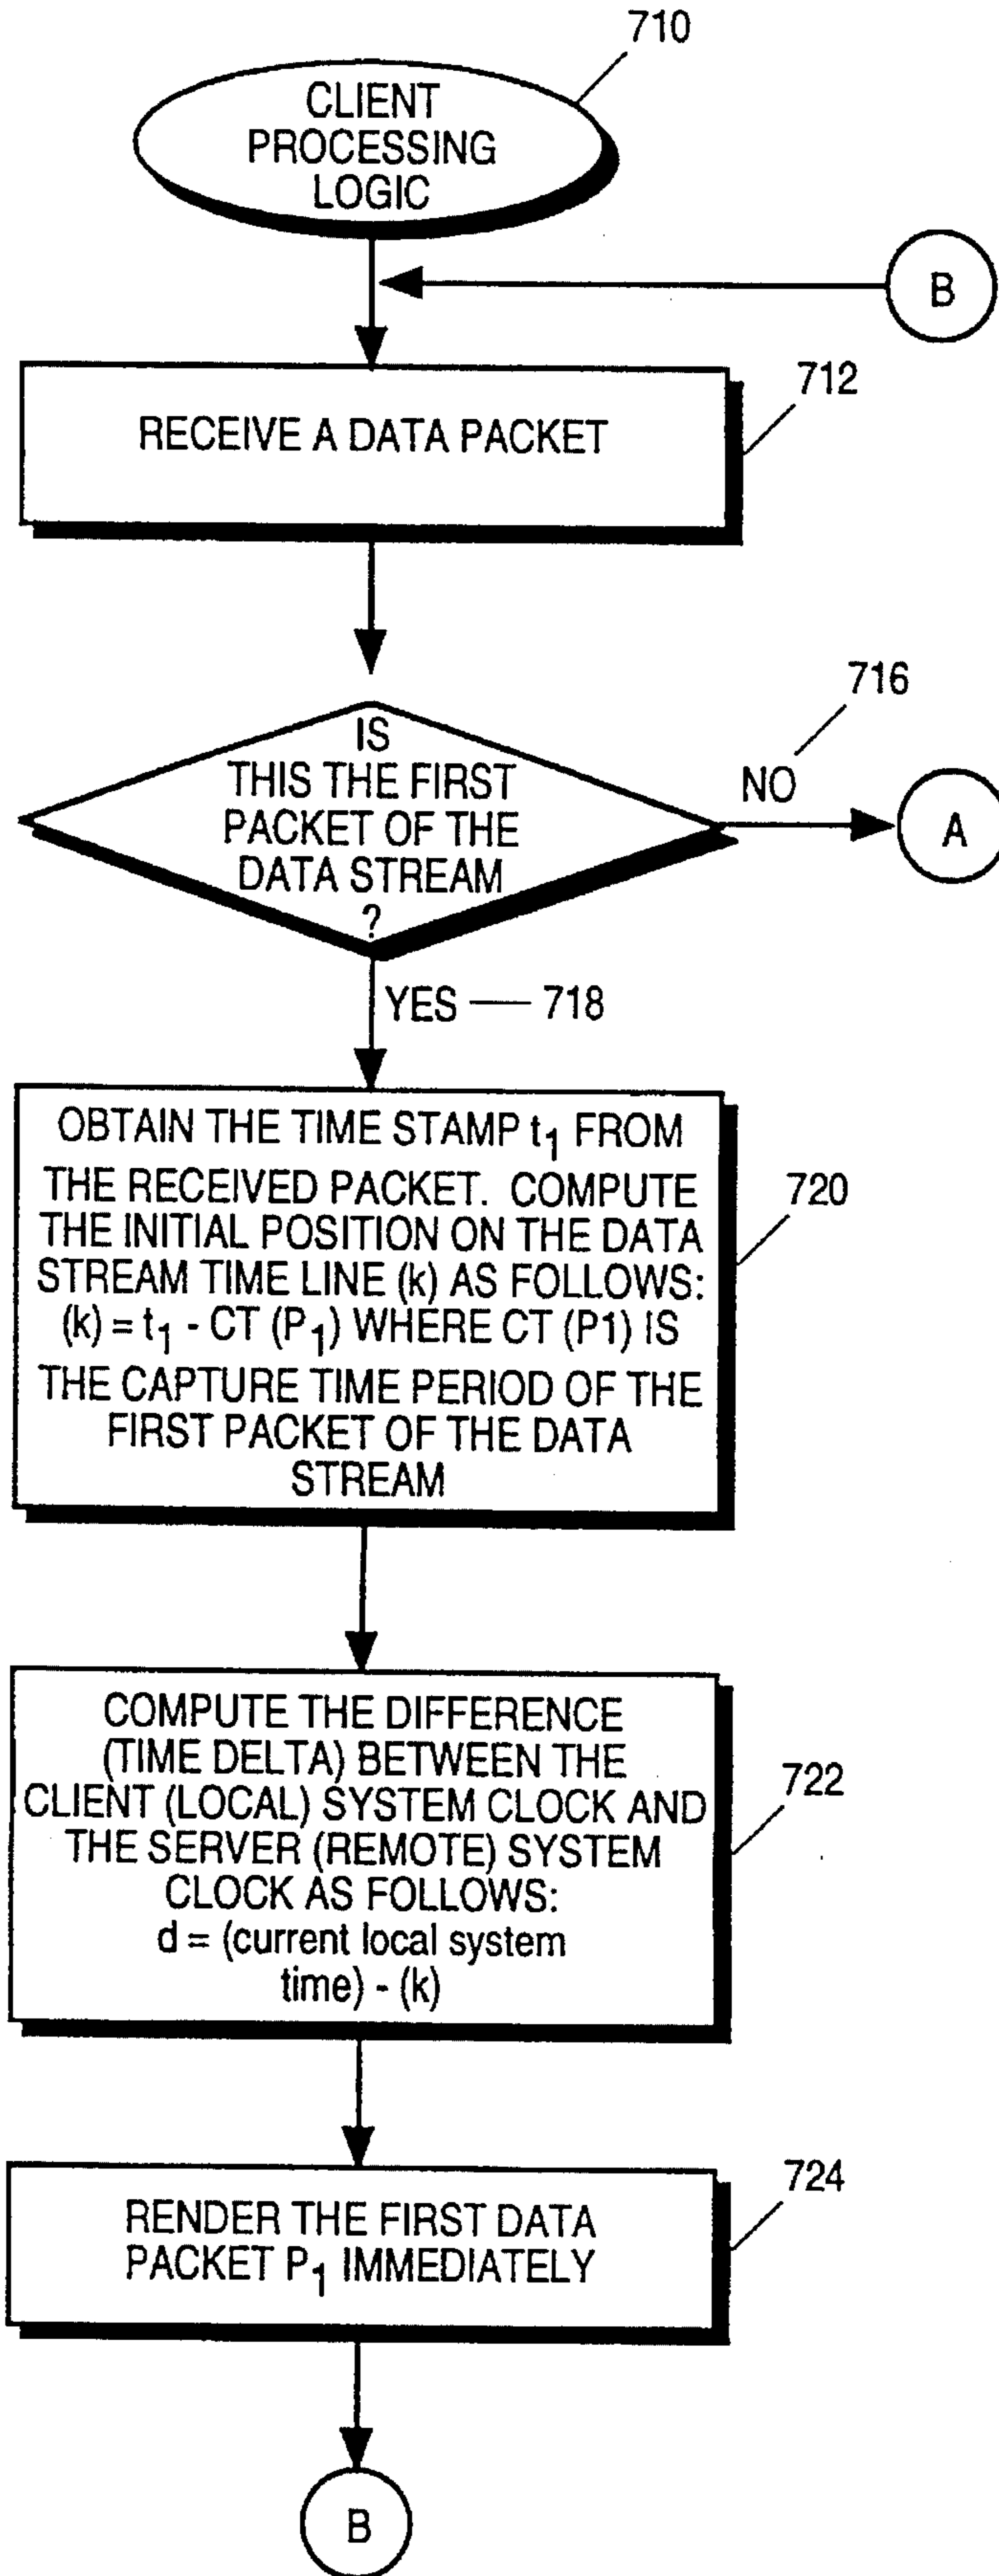 710
CLIENT
PROCESSING
LOGIC
B
712
RECEIVE A DATA PACKET
716
IS
THIS THE FIRST
PACKET OF THE
DATA STREAM
?
NO
A
YES — 718
OBTAIN THE TIME STAMP t₁ FROM
THE RECEIVED PACKET. COMPUTE
THE INITIAL POSITION ON THE DATA
STREAM TIME LINE (k) AS FOLLOWS:
(k) = t₁ - CT (P₁) WHERE CT (P1) IS
THE CAPTURE TIME PERIOD OF THE
FIRST PACKET OF THE DATA
STREAM
720
COMPUTE THE DIFFERENCE
(TIME DELTA) BETWEEN THE
CLIENT (LOCAL) SYSTEM CLOCK AND
THE SERVER (REMOTE) SYSTEM
CLOCK AS FOLLOWS:
d = (current local system
time) - (k)
722
724
RENDER THE FIRST DATA
PACKET P₁ IMMEDIATELY
B